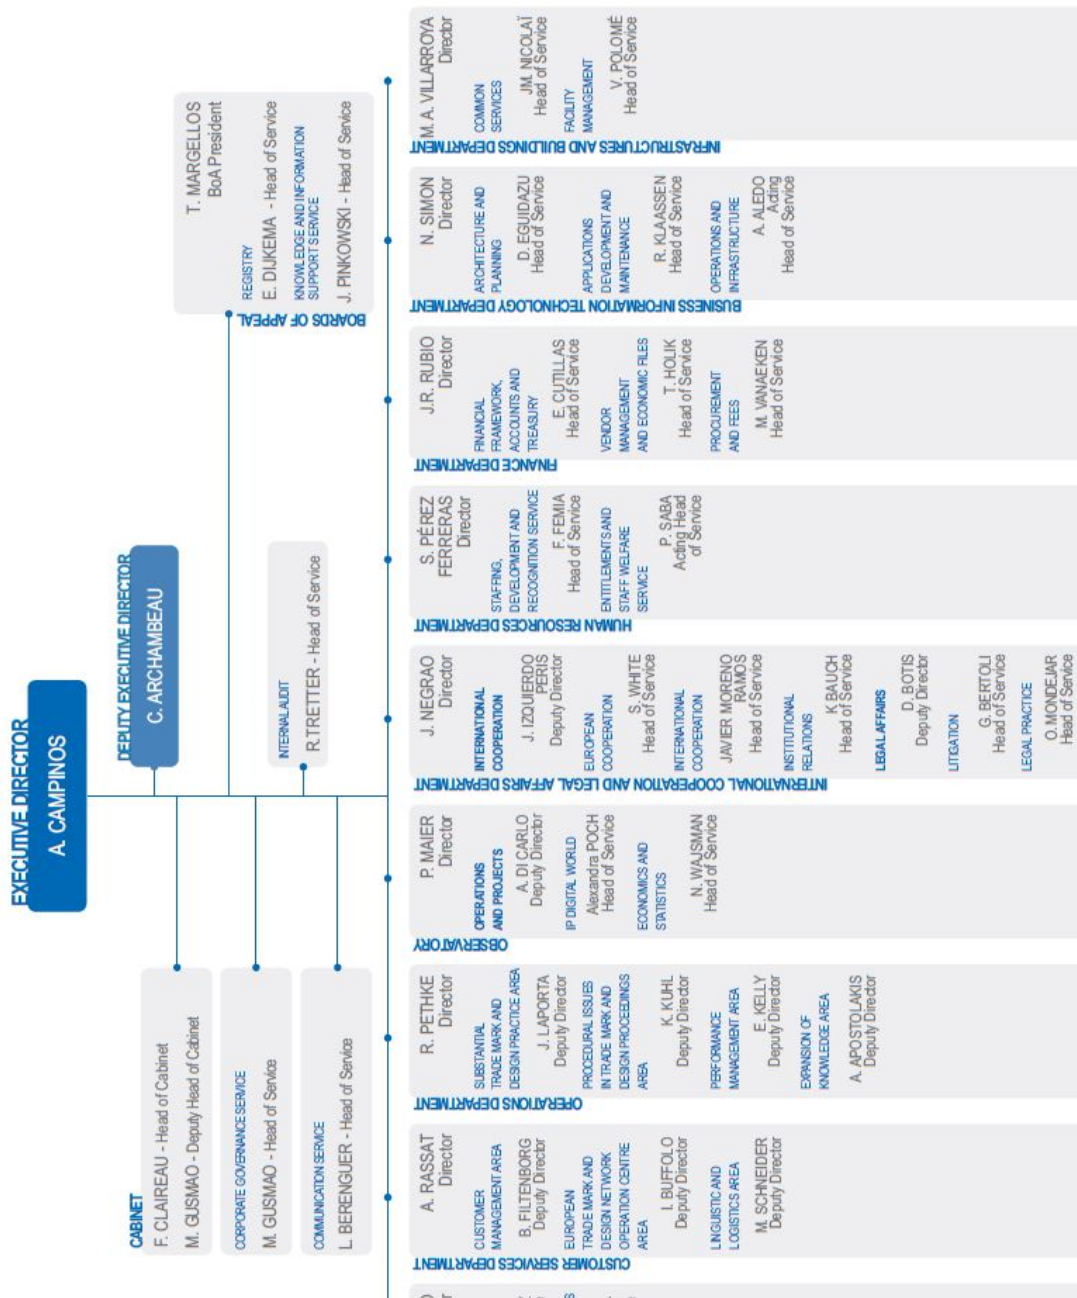 EXECUTIVE DIRECTOR
A. CAMPINOS
DEPUTY EXECUTIVE DIRECTOR
C. ARCHAMBEAU
CABINET
F. CLAIREAU - Head of Cabinet
M. GUSMAO - Deputy Head of Cabinet
CORPORATE GOVERNANCE SERVICE
M. GUSMAO - Head of Service
COMMUNICATION SERVICE
L. BERENGUER - Head of Service
INTERNAL AUDIT
R.TRETTER - Head of Service
BOARDS OF APPEAL
T. MARGELLOS
BoA President
REGISTRY
E. DIJKEMA - Head of Service
KNOWLEDGE AND INFORMATION
SUPPORT SERVICE
J. PINKOWSKI - Head of Service
CUSTOMER SERVICES DEPARTMENT
A. RASSAT
Director
CUSTOMER
MANAGEMENT AREA
B. FILTENBORG
Deputy Director
EUROPEAN
TRADE MARK AND
DESIGN NETWORK
OPERATION CENTRE
AREA
I. BUFFOLO
Deputy Director
LINGUISTIC AND
LOGISTICS AREA
M. SCHNEIDER
Deputy Director
OPERATIONS DEPARTMENT
R. PETHKE
Director
SUBSTANTIAL
TRADE MARK AND
DESIGN PRACTICE AREA
J. LAPORTA
Deputy Director
PROCEDURAL ISSUES
IN TRADE MARK AND
DESIGN PROCEEDINGS
AREA
K. KUHL
Deputy Director
PERFORMANCE
MANAGEMENT AREA
E. KELLY
Deputy Director
EXPANSION OF
KNOWLEDGE AREA
A. APOSTOLAKIS
Deputy Director
OBSERVATORY
P. MAIER
Director
OPERATIONS
AND PROJECTS
A. DI CARLO
Deputy Director
IP DIGITAL WORLD
Alexandra POCH
Head of Service
ECONOMICS AND
STATISTICS
N. WAJSMAN
Head of Service
INTERNATIONAL COOPERATION AND LEGAL AFFAIRS DEPARTMENT
J. NEGRAO
Director
INTERNATIONAL
COOPERATION
J. IZQUIERDO
PERIS
Deputy Director
EUROPEAN
COOPERATION
S. WHITE
Head of Service
INTERNATIONAL
COOPERATION
JAVIER MORENO
RAMOS
Head of Service
INSTITUTIONAL
RELATIONS
K BAUCH
Head of Service
LEGAL AFFAIRS
D. BOTIS
Deputy Director
LITIGATION
G. BERTOLI
Head of Service
LEGAL PRACTICE
O. MONDEJAR
Head of Service
HUMAN RESOURCES DEPARTMENT
S. PÉREZ
FERRERAS
Director
STAFFING,
DEVELOPMENT AND
RECOGNITION SERVICE
F. FEMIA
Head of Service
ENTITLEMENTS AND
STAFF WELFARE
SERVICE
P. SABA
Acting Head
of Service
FINANCE DEPARTMENT
J.R. RUBIO
Director
FINANCIAL
FRAMEWORK,
ACCOUNTS AND
TREASURY
E. CUTILLAS
Head of Service
VENDOR
MANAGEMENT
AND ECONOMIC FILES
T. HOLIK
Head of Service
PROCUREMENT
AND FEES
M. VANAEKEN
Head of Service
BUSINESS INFORMATION TECHNOLOGY DEPARTMENT
N. SIMON
Director
ARCHITECTURE AND
PLANNING
D. EGUIDAZU
Head of Service
APPLICATIONS
DEVELOPMENT AND
MAINTENANCE
R. KLAASSEN
Head of Service
OPERATIONS AND
INFRASTRUCTURE
A. ALEDO
Acting
Head of Service
INFRASTRUCTURES AND BUILDINGS DEPARTMENT
M. A. VILLARROYA
Director
COMMON
SERVICES
JM. NICOLAÏ
Head of Service
FACILITY
MANAGEMENT
V. POLOMÉ
Head of Service